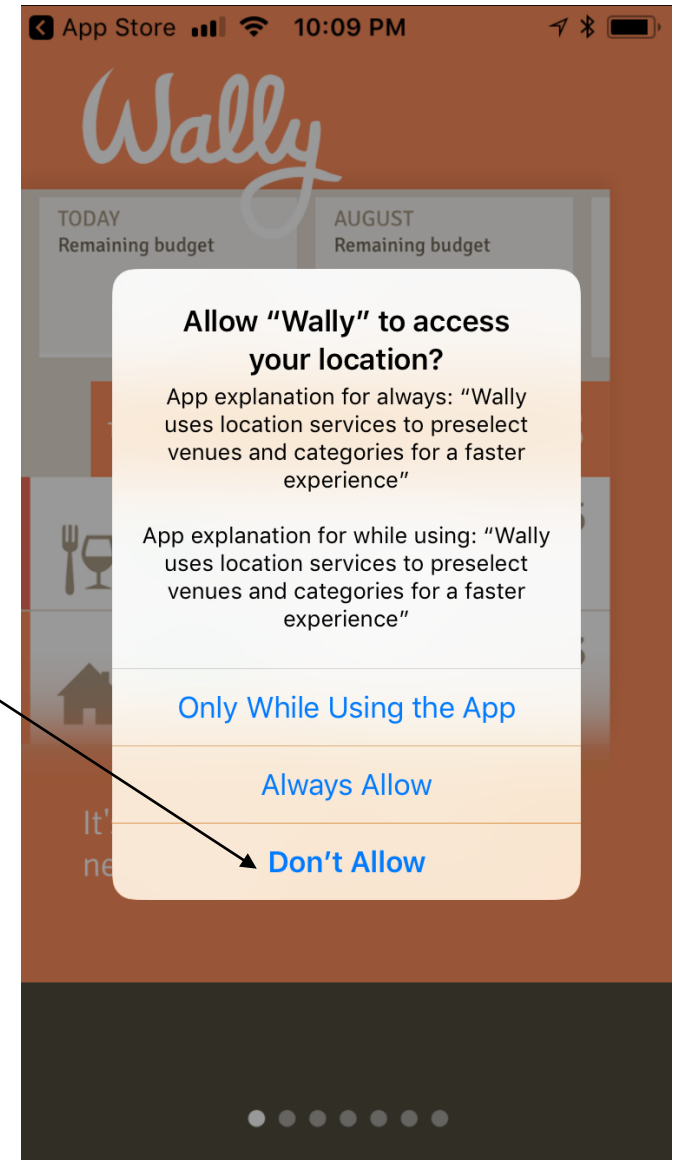 App Store 10:09 PM
Wally
TODAY
Remaining budget
AUGUST
Remaining budget
Allow “Wally” to access
your location?
App explanation for always: “Wally
uses location services to preselect
venues and categories for a faster
experience”
App explanation for while using: “Wally
uses location services to preselect
venues and categories for a faster
experience”
Only While Using the App
Always Allow
It'
ne
Don’t Allow